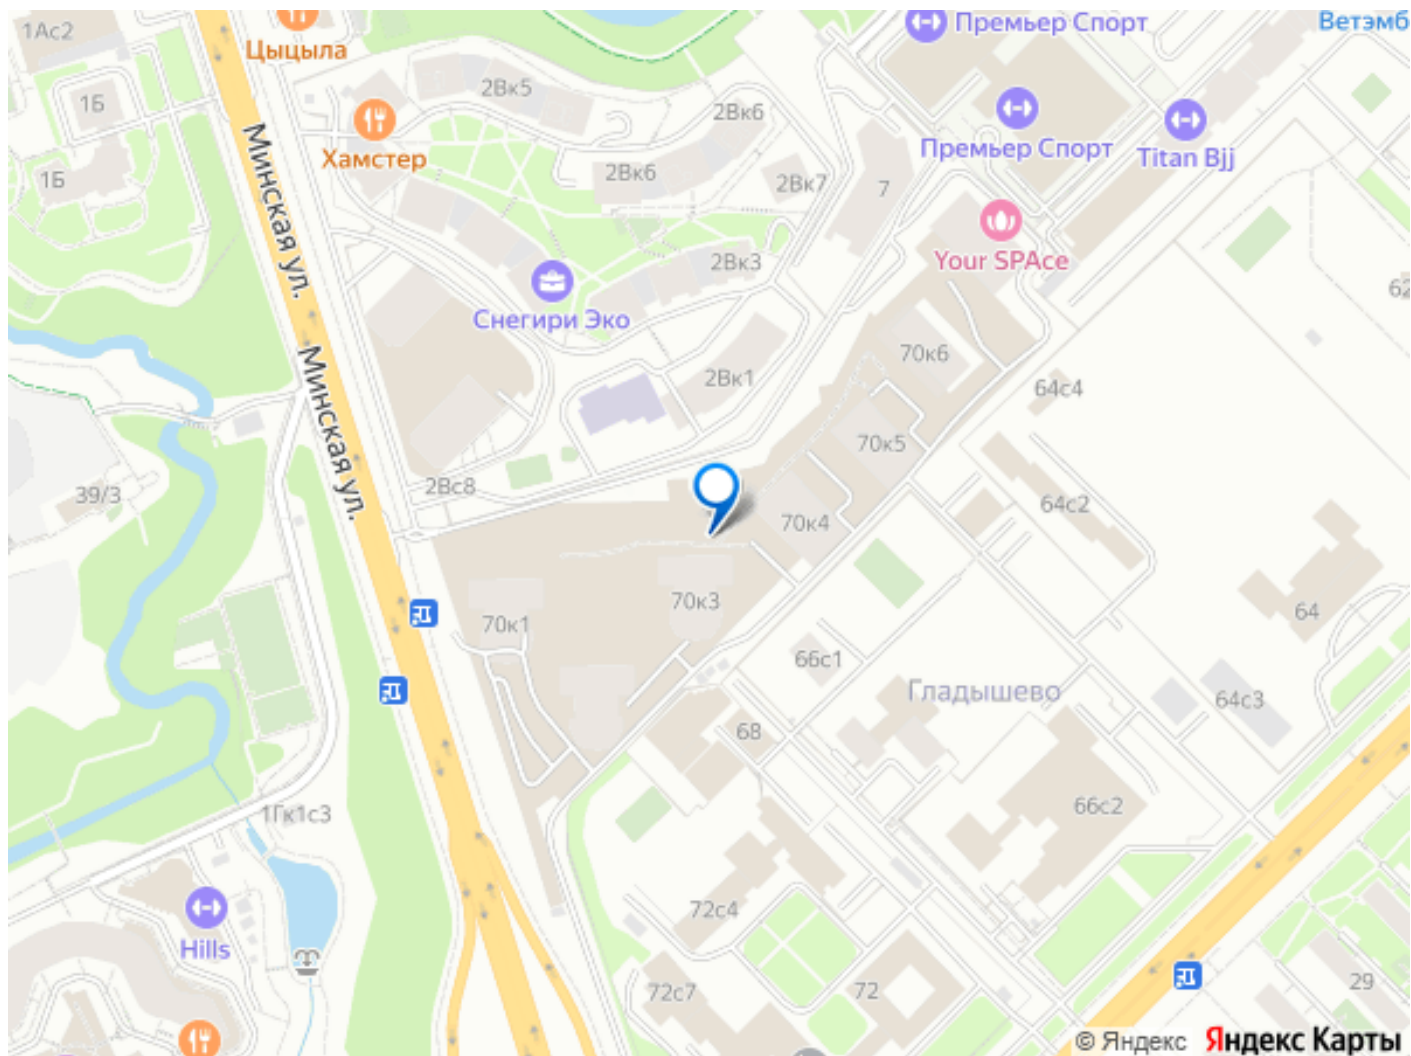 1Ас2
Цыцыла
Премьер Спорт
Ветэмб
1Б
2Вк5
2Вк6
Хамстер
Минская ул.
Премьер Спорт
Titan Bjj
1Б
2Вк6
2Вк7
7
Your SPAce
2Вк3
62
Снегири Эко
70к6
Минская ул.
2Вк1
64с4
70к5
39/3
2Вс8
64с2
70к4
70к3
70к1
64
66с1
Гладышево
64с3
68
1Гк1с3
66с2
72с4
Hills
72с7
72
29
© Яндекс
Яндекс Карты